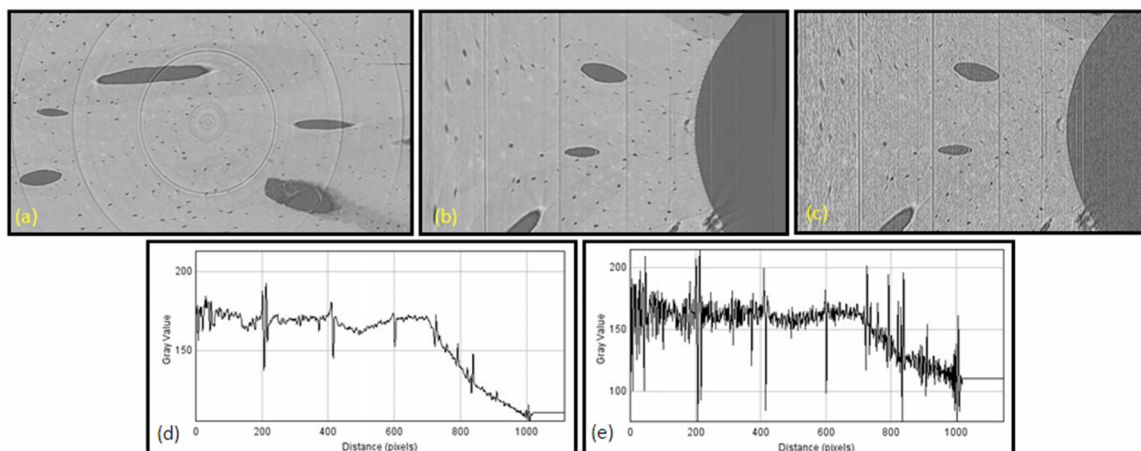 (a)
(b)
(c)
200
150
Gray Value
0 200 400 600 800 1000
Distance (pixels)
(d)
200
150
100
Gray Value
0 200 400 600 800 1000
Distance (pixels)
(e)